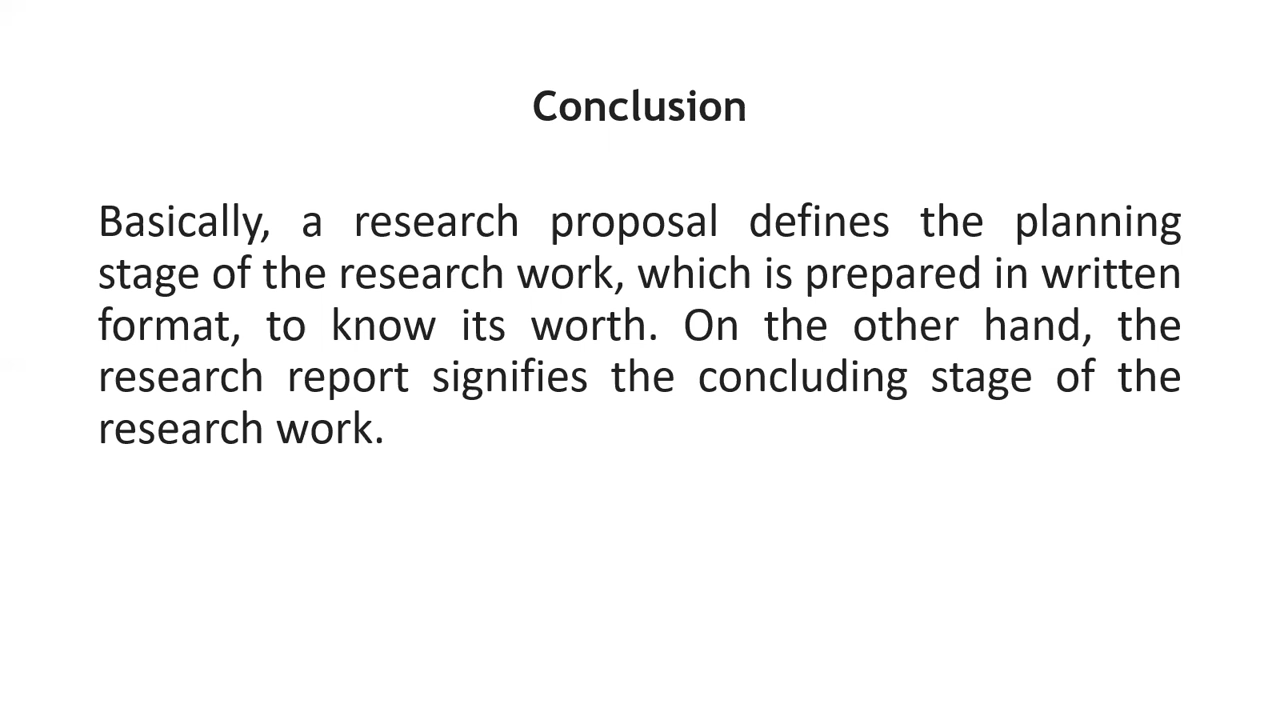 Conclusion
Basically, a research proposal defines the planning
stage of the research work, which is prepared in written
format, to know its worth. On the other hand, the
research report signifies the concluding stage of the
research work.